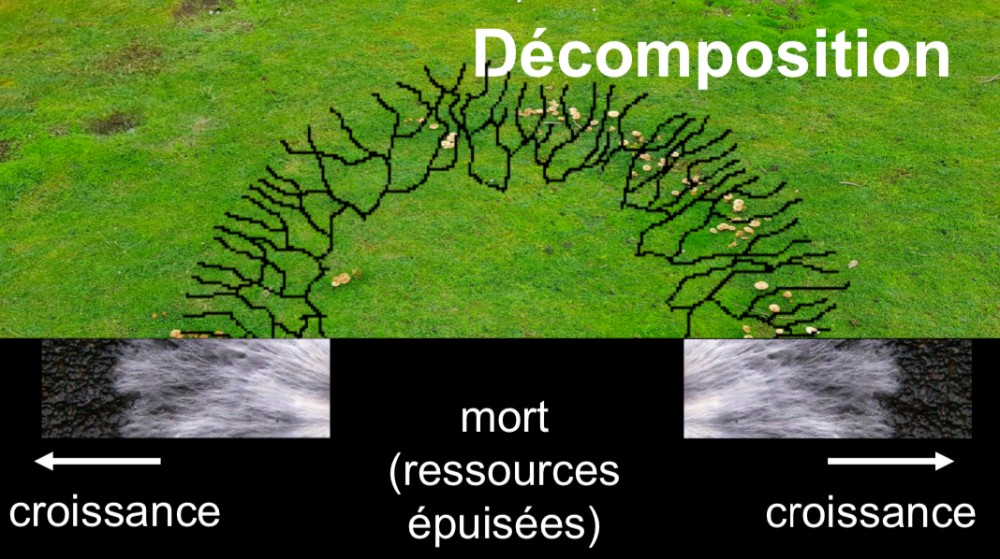 Décomposition
mort
(ressources
épuisées)
croissance
croissance